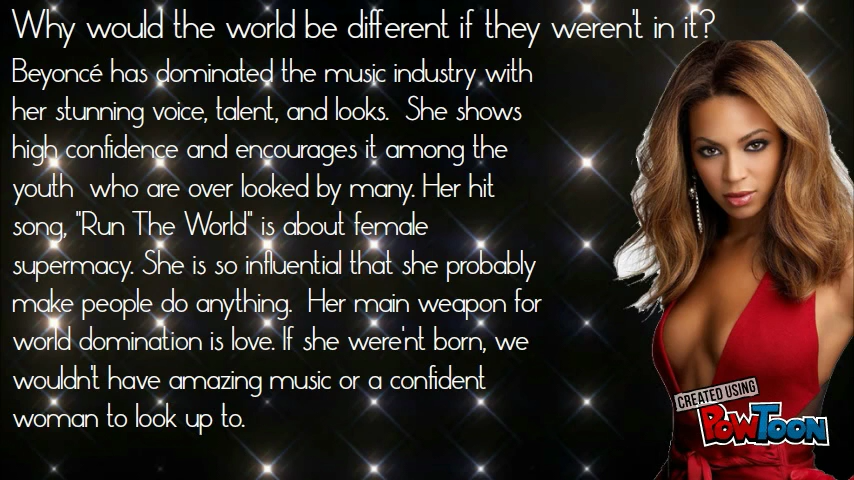 Why would the world be different if they weren't in it?
Beyoncé has dominated the music industry with
her stunning voice, talent, and looks. She shows
high confidence and encourages it among the
youth who are over looked by many. Her hit
song, "Run The World" is about female
supermacy. She is so influential that she probably
make people do anything. Her main weapon for
world domination is love. If she were'nt born, we
wouldn't have amazing music or a confident
woman to look up to.
CREATED USING
POWTOON